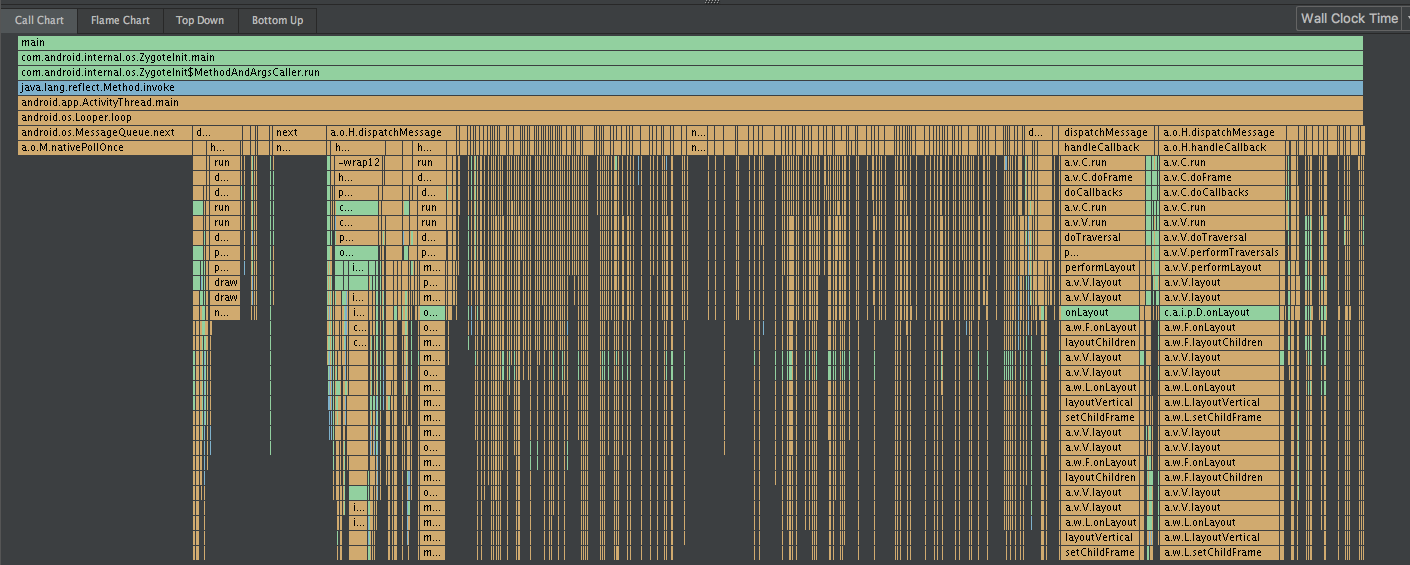 Call Chart Flame Chart Top Down Bottom Up Wall Clock Time
main
com.android.internal.os.ZygoteInit.main
com.android.internal.os.ZygoteInit$MethodAndArgsCaller.run
java.lang.reflect.Method.invoke
android.app.ActivityThread.main
android.os.Looper.loop
android.os.MessageQueue.next d... next a.o.H.dispatchMessage n... d... dispatchMessage a.o.H.dispatchMessage
a.o.M.nativePollOnce h... n... h... h... n... handleCallback a.o.H.handleCallback
run -wrap12 run a.v.C.run a.v.C.run
d... h... d... a.v.C.doFrame a.v.C.doFrame
d... p... d... doCallbacks a.v.C.doCallbacks
run c... run a.v.C.run a.v.C.run
run c... run a.v.V.run a.v.V.run
d... p... d... doTraversal a.v.V.doTraversal
p... o... p... p... a.v.V.performTraversals
p... i... m... performLayout a.v.V.performLayout
draw p... a.v.V.layout a.v.V.layout
draw i... m... a.v.V.layout a.v.V.layout
n... i... o... onLayout c.a.i.p.D.onLayout
c... o... a.w.F.onLayout a.w.F.onLayout
c... m... layoutChildren a.w.F.layoutChildren
m... a.v.V.layout a.v.V.layout
o... a.v.V.layout a.v.V.layout
m... a.w.L.onLayout a.w.L.onLayout
m... layoutVertical a.w.L.layoutVertical
m... setChildFrame a.w.L.setChildFrame
m... a.v.V.layout a.v.V.layout
o... a.v.V.layout a.v.V.layout
m... a.w.F.onLayout a.w.F.onLayout
m... layoutChildren a.w.F.layoutChildren
o... a.v.V.layout a.v.V.layout
i... m... a.v.V.layout a.v.V.layout
i... m... a.w.L.onLayout a.w.L.onLayout
m... layoutVertical a.w.L.layoutVertical
m... setChildFrame a.w.L.setChildFrame